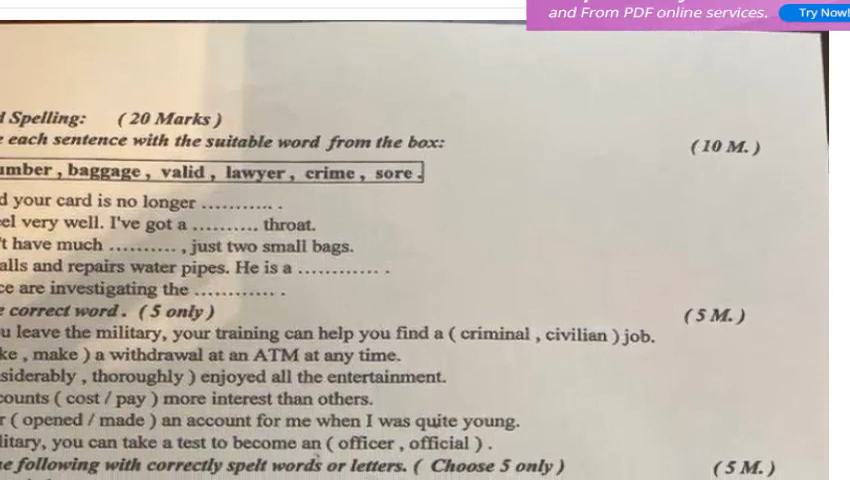 and From PDF online services. Try Now!
Spelling: ( 20 Marks )
each sentence with the suitable word from the box:
( 10 M. )
umber , baggage , valid , lawyer , crime , sore .
d your card is no longer ........... .
el very well. I've got a .......... throat.
't have much .......... , just two small bags.
alls and repairs water pipes. He is a ............ .
ce are investigating the ............ .
correct word . ( 5 only )
( 5 M. )
u leave the military, your training can help you find a ( criminal , civilian ) job.
ke , make ) a withdrawal at an ATM at any time.
siderably , thoroughly ) enjoyed all the entertainment.
counts ( cost / pay ) more interest than others.
r ( opened / made ) an account for me when I was quite young.
litary, you can take a test to become an ( officer , official ) .
e following with correctly spelt words or letters. ( Choose 5 only )
( 5 M. )